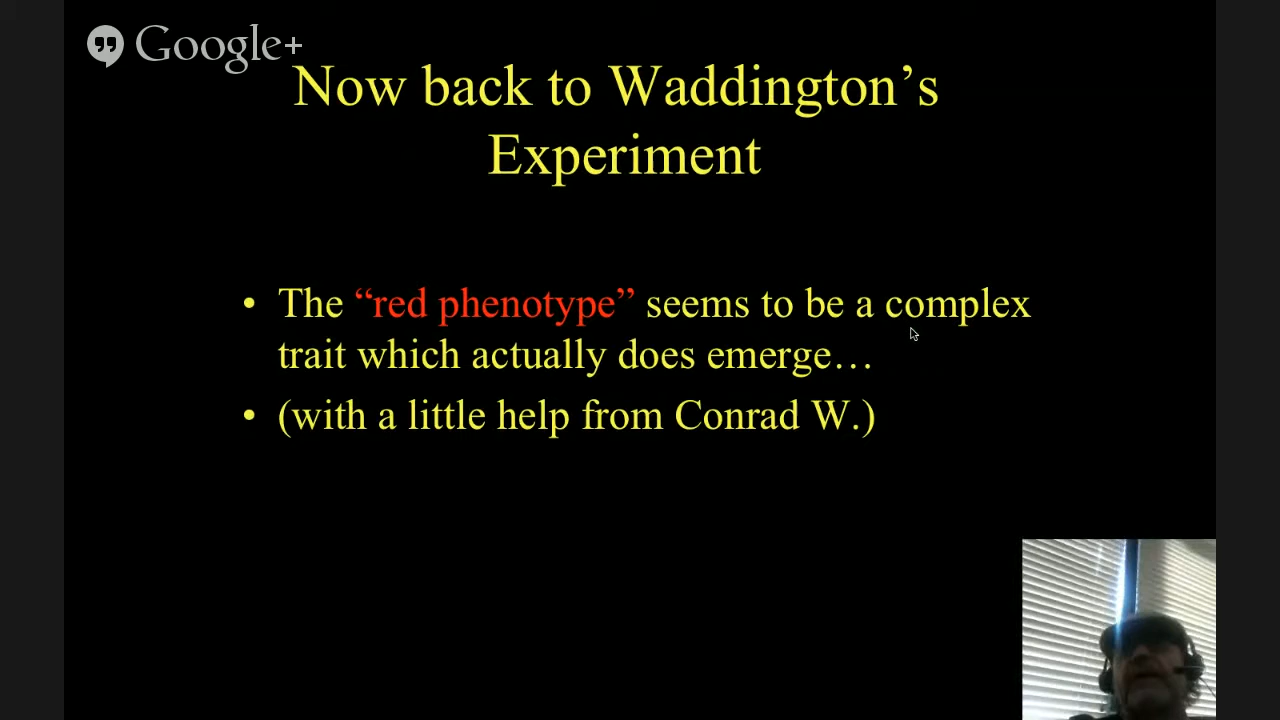 Google+
Now back to Waddington’s
Experiment
• The “red phenotype” seems to be a complex
trait which actually does emerge…
• (with a little help from Conrad W.)